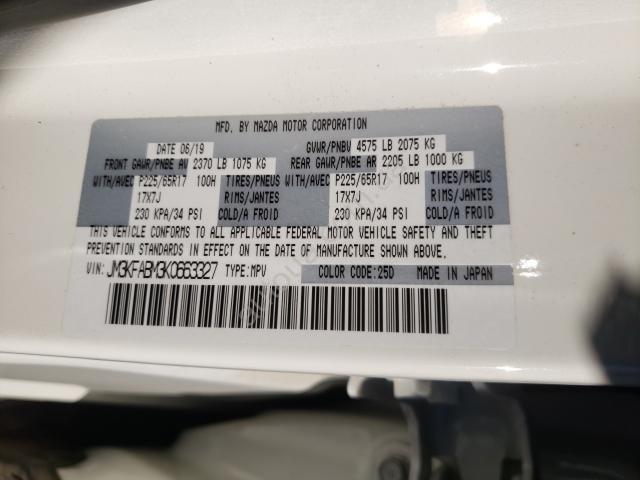 MFD. BY MAZDA MOTOR CORPORATION
DATE 06/19 GVWR/PNBV 4575 LB 2075 KG
FRONT GAWR/PNBE AV 2370 LB 1075 KG REAR GAWR/PNBE AR 2205 LB 1000 KG
WITH/AVEC P225/65R17 100H TIRES/PNEUS WITH/AVEC P225/65R17 100H TIRES/PNEUS
17X7J RIMS/JANTES 17X7J RIMS/JANTES
230 KPA/34 PSI COLD/A FROID 230 KPA/34 PSI COLD/A FROID
THIS VEHICLE CONFORMS TO ALL APPLICABLE FEDERAL MOTOR VEHICLE SAFETY AND THEFT
PREVENTION STANDARDS IN EFFECT ON THE DATE OF MANUFACTURE SHOWN ABOVE.
VIN: JM3KFABM3K0663327 TYPE: MPV COLOR CODE: 25D MADE IN JAPAN